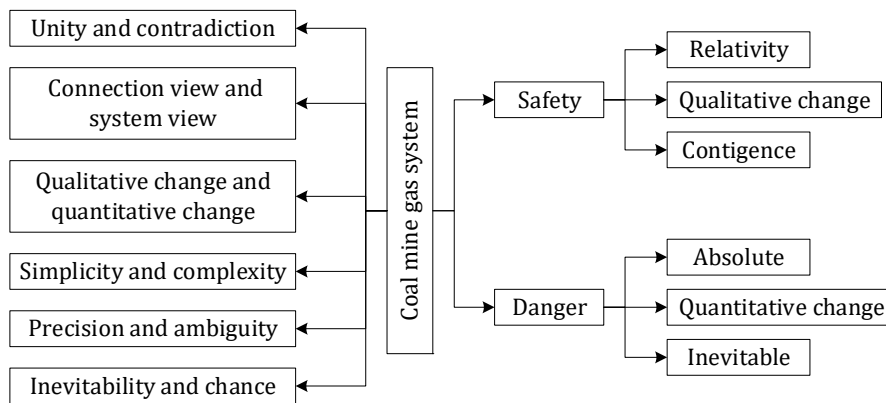 Unity and contradiction
Connection view and
system view
Qualitative change and
quantitative change
Simplicity and complexity
Precision and ambiguity
Inevitability and chance
Coal mine gas system
Safety
Danger
Relativity
Qualitative change
Contigence
Absolute
Quantitative change
Inevitable